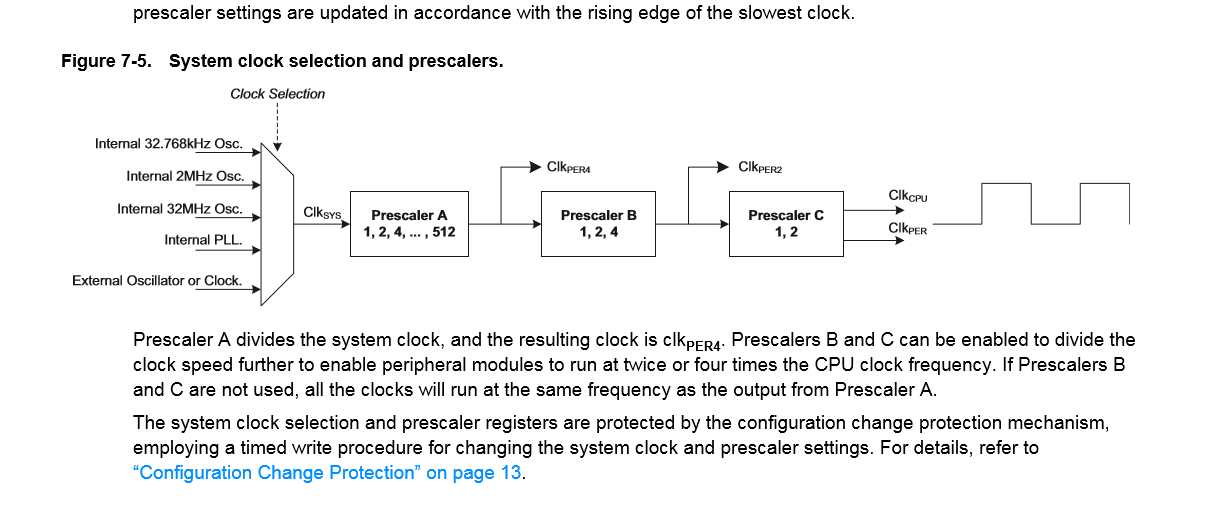 prescaler settings are updated in accordance with the rising edge of the slowest clock.
Figure 7-5. System clock selection and prescalers.
Clock Selection
Internal 32.768kHz Osc.
Internal 2MHz Osc.
Internal 32MHz Osc.
Internal PLL.
External Oscillator or Clock.
ClkSYS
Prescaler A
1, 2, 4, ... , 512
ClkPER4
Prescaler B
1, 2, 4
ClkPER2
Prescaler C
1, 2
ClkCPU
ClkPER
Prescaler A divides the system clock, and the resulting clock is clkPER4. Prescalers B and C can be enabled to divide the
clock speed further to enable peripheral modules to run at twice or four times the CPU clock frequency. If Prescalers B
and C are not used, all the clocks will run at the same frequency as the output from Prescaler A.
The system clock selection and prescaler registers are protected by the configuration change protection mechanism,
employing a timed write procedure for changing the system clock and prescaler settings. For details, refer to
“Configuration Change Protection” on page 13.